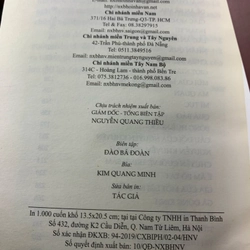 http://nxbhoinhavan.net
Chi nhánh miền Nam
371/16 Hai Bà Trưng-Q3-TP. HCM
Tel & Fax: 08.38297915
Email: nxbhnv.saigon@gmail.com
Chi nhánh miền Trung và Tây Nguyên
42-Trần Phú-thành phố Đà Nẵng
Tel: 0511.3849516
Email: nxbhnv.mientrungtaynguyen@gmail.com
Chi nhánh miền Tây Nam Bộ
314C - Hoàng Lam - thành phố Bến Tre
Tel: 075.3812736 - 016.998.083.86
Email: nxbhnvmekong@gmail.com
Chịu trách nhiệm xuất bản:
GIÁM ĐỐC - TỔNG BIÊN TẬP
NGUYỄN QUANG THIỀU
Biên tập:
ĐÀO BÁ ĐOÀN
Bìa:
KIM QUANG MINH
Sửa bản in:
TÁC GIẢ
In 1.000 cuốn khổ 13.5x20.5 cm; tại tại Công ty TNHH in Thanh Bình
Số 432, đường K2 Cầu Diễn, Q. Nam Từ Liêm, Hà Nội
Số xác nhận ĐKXB: 94-2019/CXBIPH/02-04/HNV
Số quyết định xuất bản: 10/QĐ-NXBHNV